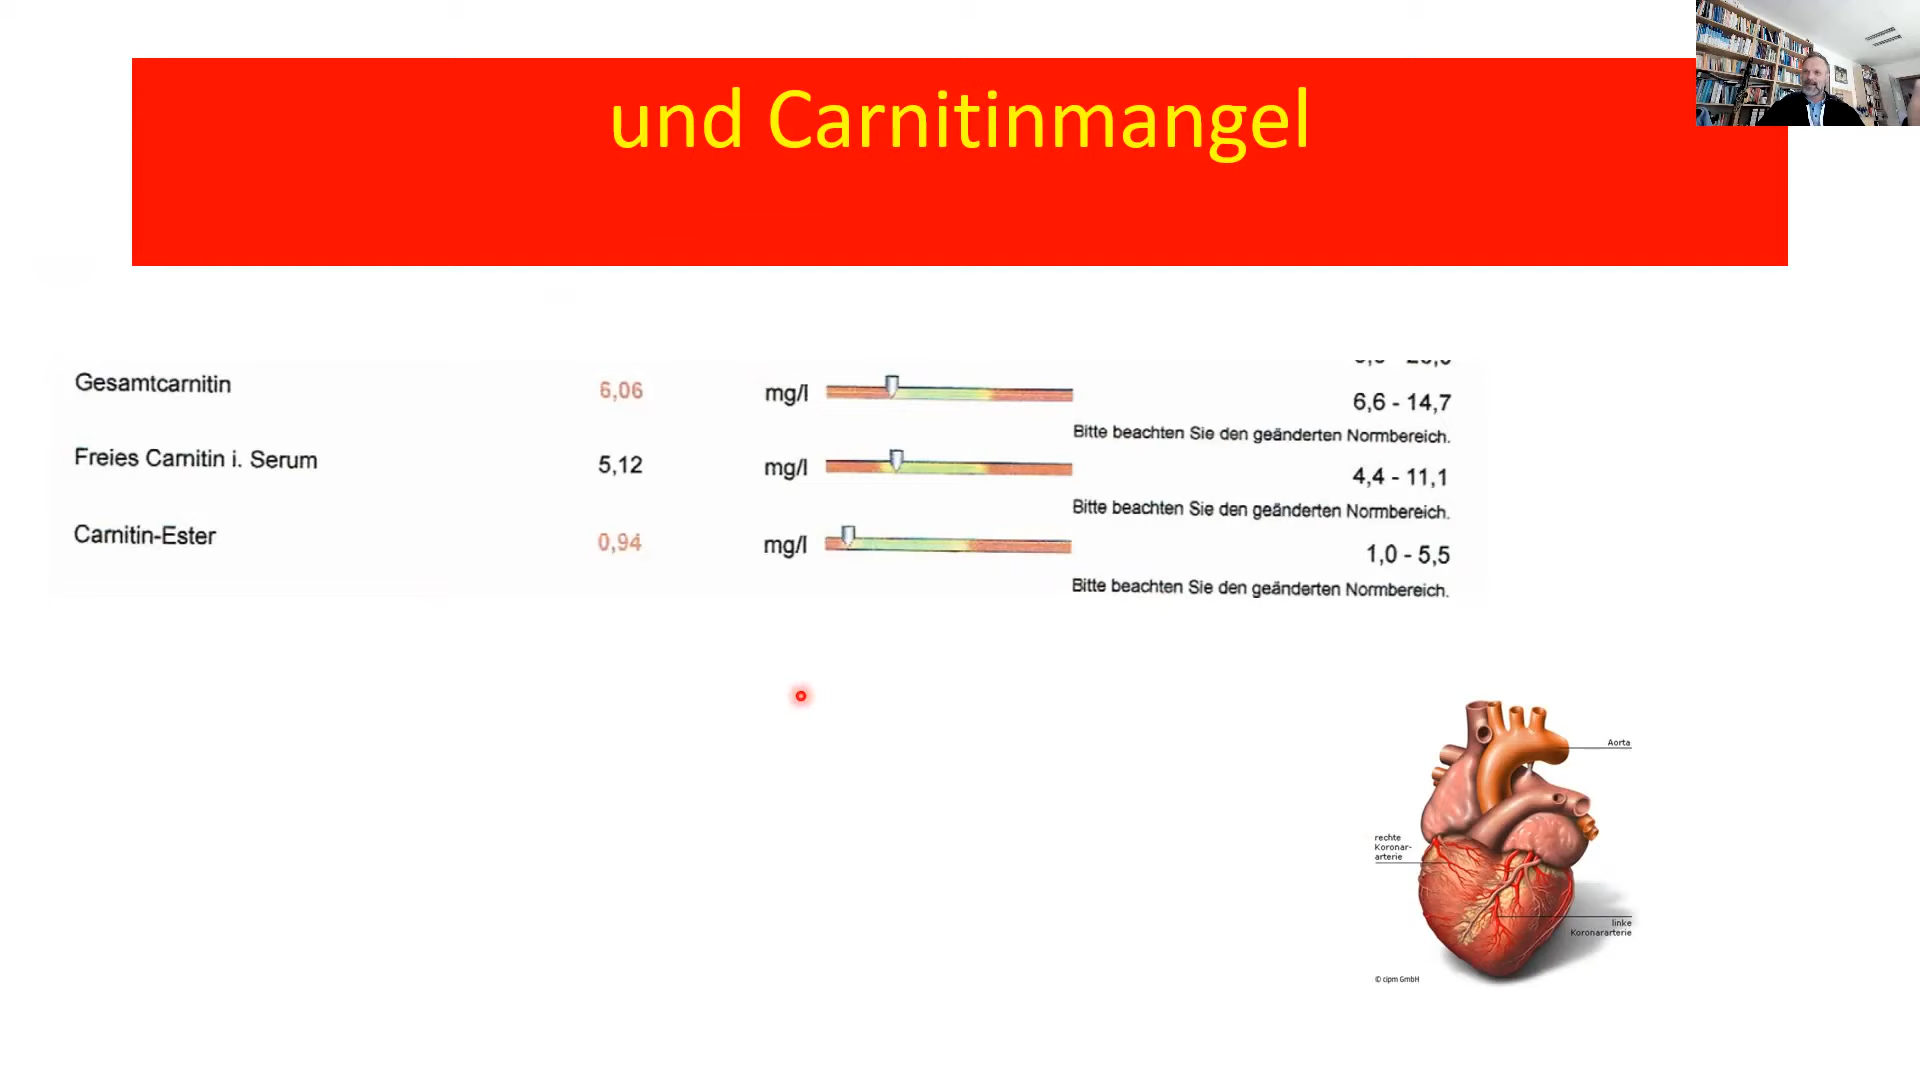 und Carnitinmangel
Gesamtcarnitin 6,06 mg/l 6,6 - 14,7
Bitte beachten Sie den geänderten Normbereich.
Freies Carnitin i. Serum 5,12 mg/l 4,4 - 11,1
Bitte beachten Sie den geänderten Normbereich.
Carnitin-Ester 0,94 mg/l 1,0 - 5,5
Bitte beachten Sie den geänderten Normbereich.
Aorta
rechte
Koronar-
arterie
linke
Koronararterie
© cipm GmbH